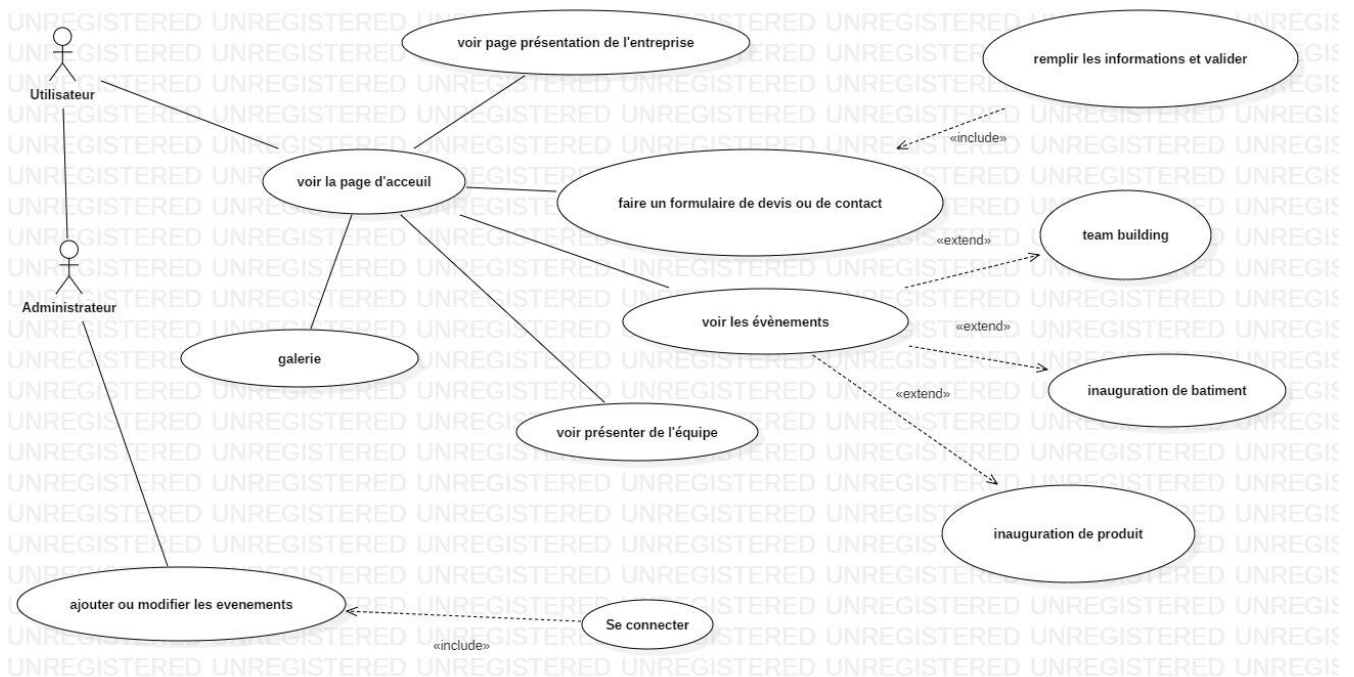 UNREGISTERED
voir page présentation de l'entreprise
remplir les informations et valider
Utilisateur
«include»
voir la page d'acceuil
faire un formulaire de devis ou de contact
team building
«extend»
Administrateur
voir les évènements
«extend»
galerie
inauguration de batiment
«extend»
voir présenter de l'équipe
inauguration de produit
ajouter ou modifier les evenements
Se connecter
«include»